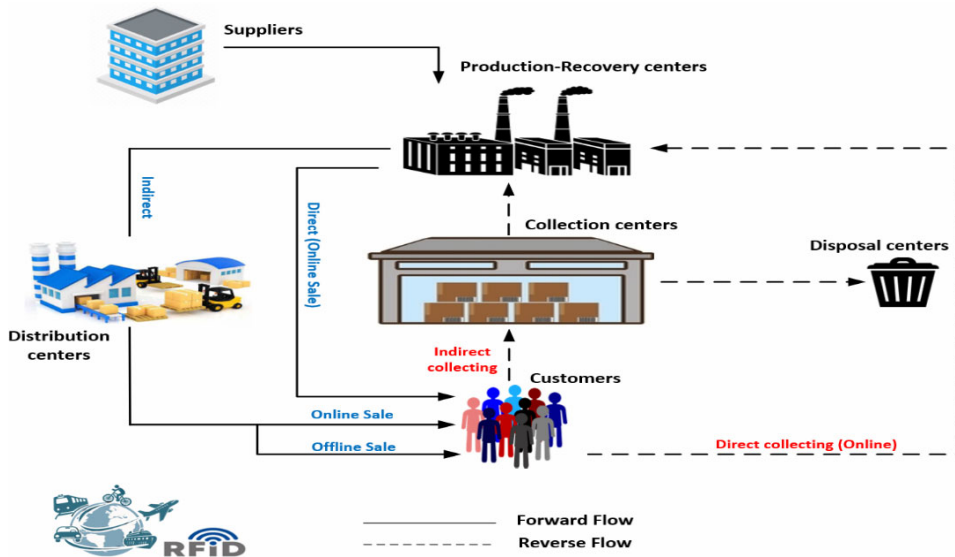 Suppliers
Production-Recovery centers
Indirect
Direct (Online Sale)
Collection centers
Disposal centers
Distribution
centers
Indirect
collecting
Customers
Online Sale
Offline Sale
Direct collecting (Online)
RFiD
Forward Flow
Reverse Flow